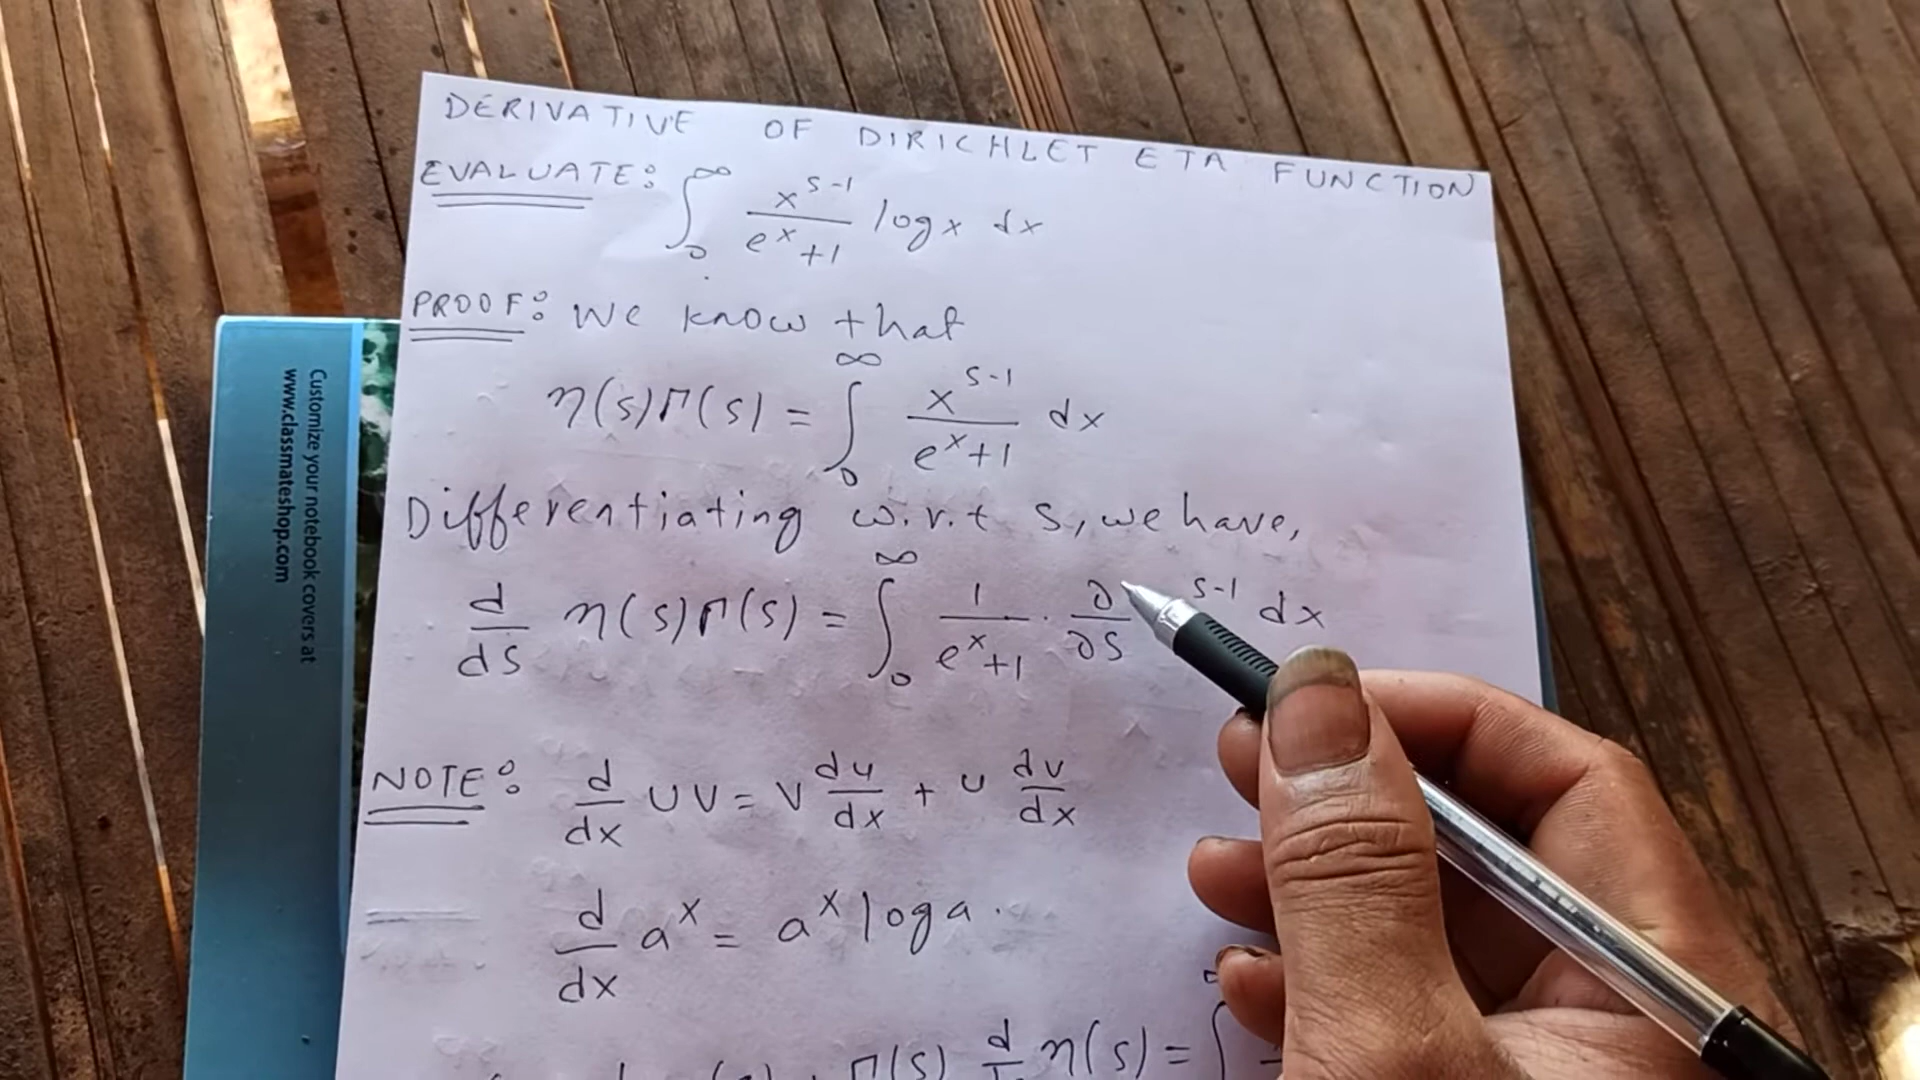 DERIVATIVE OF DIRICHLET ETA FUNCTION
EVALUATE: ∫₀^∞ x^(s-1)/(e^x+1) log x dx
PROOF: We know that
η(s)Γ(s) = ∫₀^∞ x^(s-1)/(e^x+1) dx
Differentiating w.r.t s, we have,
d/ds η(s)Γ(s) = ∫₀^∞ 1/(e^x+1) · ∂/∂s ^(s-1) dx
NOTE: d/dx UV = V du/dx + U dv/dx
d/dx a^x = a^x log a.
Γ(s) d η(s) = ∫
Customize your notebook covers at
www.classmateshop.com